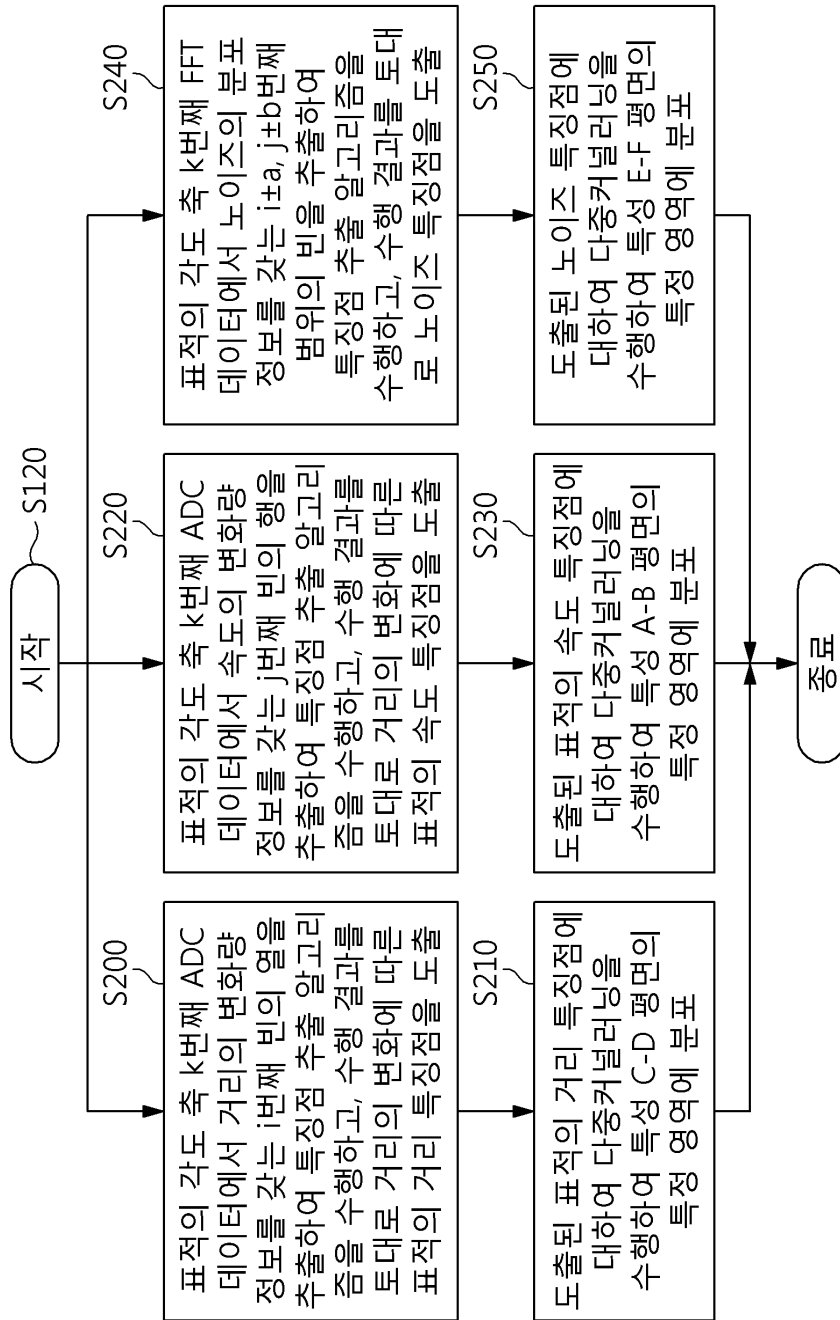 시작
S120
S200
표적의 각도 축 k번째 ADC
데이터에서 거리의 변화량
정보를 갖는 i번째 빈의 열을
추출하여 특징점 추출 알고리
즘을 수행하고, 수행 결과를
토대로 거리의 변화에 따른
표적의 거리 특징점을 도출
S220
표적의 각도 축 k번째 ADC
데이터에서 속도의 변화량
정보를 갖는 j번째 빈의 행을
추출하여 특징점 추출 알고리
즘을 수행하고, 수행 결과를
토대로 거리의 변화에 따른
표적의 속도 특징점을 도출
S240
표적의 각도 축 k번째 FFT
데이터에서 노이즈의 분포
정보를 갖는 i±a, j±b번째
범위의 빈을 추출하여
특징점 추출 알고리즘을
수행하고, 수행 결과를 토대
로 노이즈 특징점을 도출
S210
도출된 표적의 거리 특징점에
대하여 다중커널러닝을
수행하여 특성 C-D 평면의
특정 영역에 분포
S230
도출된 표적의 속도 특징점에
대하여 다중커널러닝을
수행하여 특성 A-B 평면의
특정 영역에 분포
S250
도출된 노이즈 특징점에
대하여 다중커널러닝을
수행하여 특성 E-F 평면의
특정 영역에 분포
종료